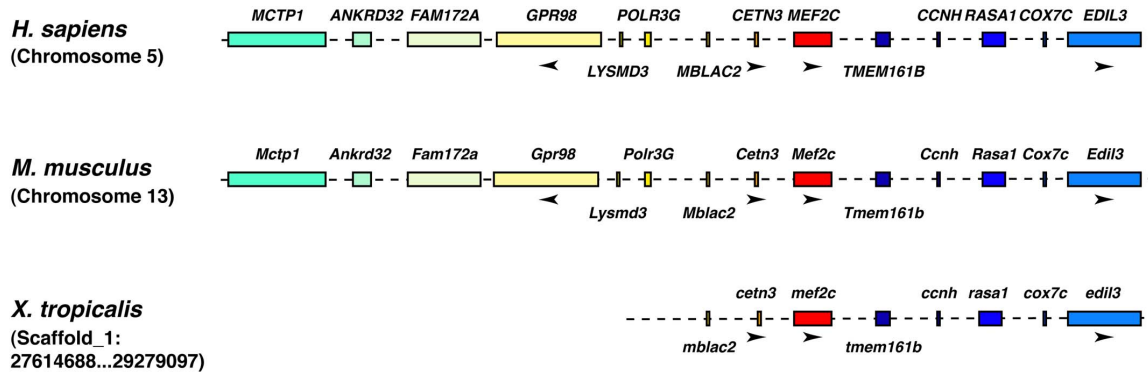 MCTP1 ANKRD32 FAM172A GPR98 POLR3G CETN3 MEF2C CCNH RASA1 COX7C EDIL3
H. sapiens
(Chromosome 5)
LYSMD3 MBLAC2 TMEM161B
Mctp1 Ankrd32 Fam172a Gpr98 Polr3G Cetn3 Mef2c Ccnh Rasa1 Cox7c Edil3
M. musculus
(Chromosome 13)
Lysmd3 Mblac2 Tmem161b
cetn3 mef2c ccnh rasa1 cox7c edil3
X. tropicalis
(Scaffold_1:
mblac2 tmem161b
27614688...29279097)